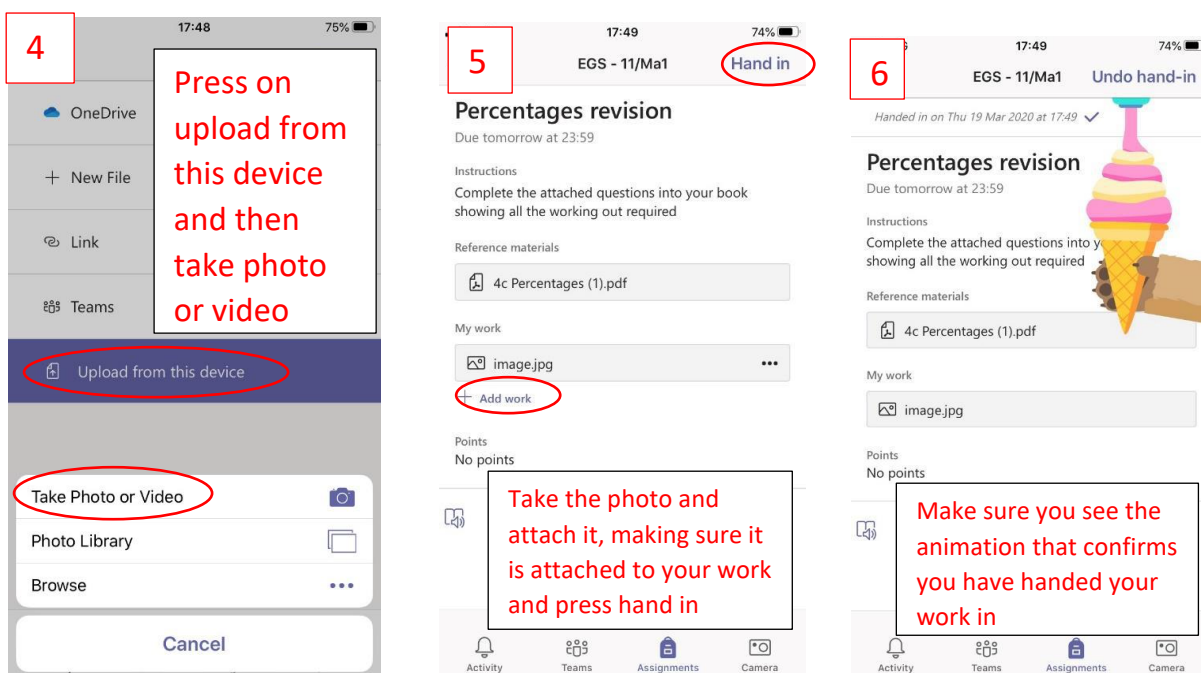 17:48
75%
4
Press on
upload from
this device
and then
take photo
or video
OneDrive
New File
Link
Teams
Upload from this device
Take Photo or Video
Photo Library
Browse
Cancel
17:49
74%
5
EGS - 11/Ma1
Hand in
Percentages revision
Due tomorrow at 23:59
Instructions
Complete the attached questions into your book
showing all the working out required
Reference materials
4c Percentages (1).pdf
My work
image.jpg
+ Add work
Points
No points
Take the photo and
attach it, making sure it
is attached to your work
and press hand in
Activity
Teams
Assignments
Camera
17:49
74%
6
EGS - 11/Ma1
Undo hand-in
Handed in on Thu 19 Mar 2020 at 17:49
Percentages revision
Due tomorrow at 23:59
Instructions
Complete the attached questions into
showing all the working out required
Reference materials
4c Percentages (1).pdf
My work
image.jpg
Points
No points
Make sure you see the
animation that confirms
you have handed your
work in
Activity
Teams
Assignments
Camera